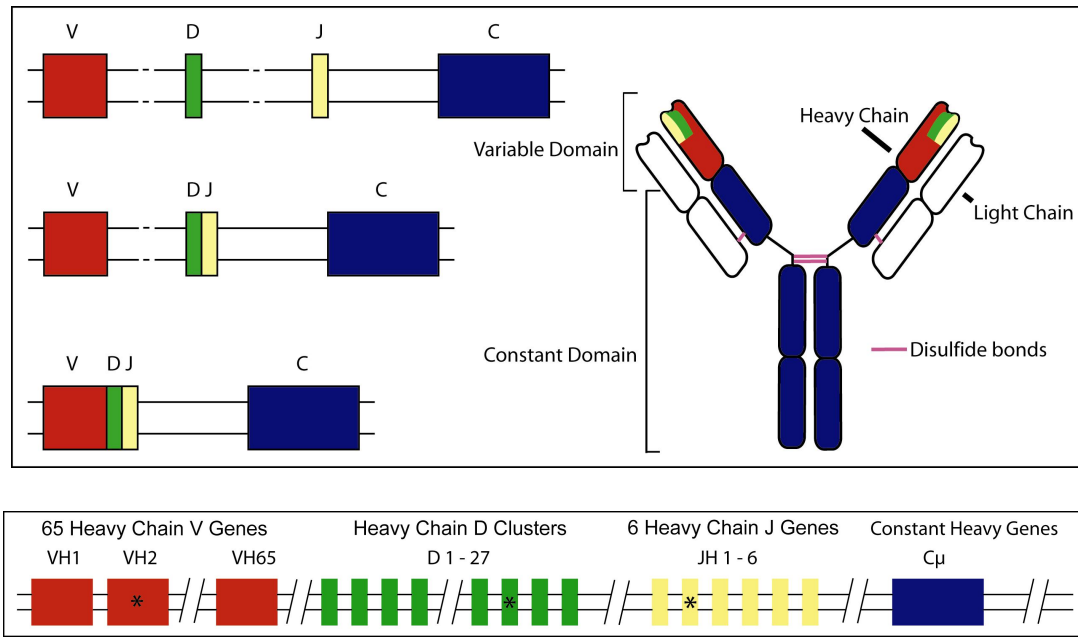 V D J C
Variable Domain
Heavy Chain
Light Chain
V D J C
Constant Domain
Disulfide bonds
V D J C
65 Heavy Chain V Genes
Heavy Chain D Clusters
6 Heavy Chain J Genes
Constant Heavy Genes
VH1 VH2 VH65
D 1 - 27
JH 1 - 6
Cµ
* * *